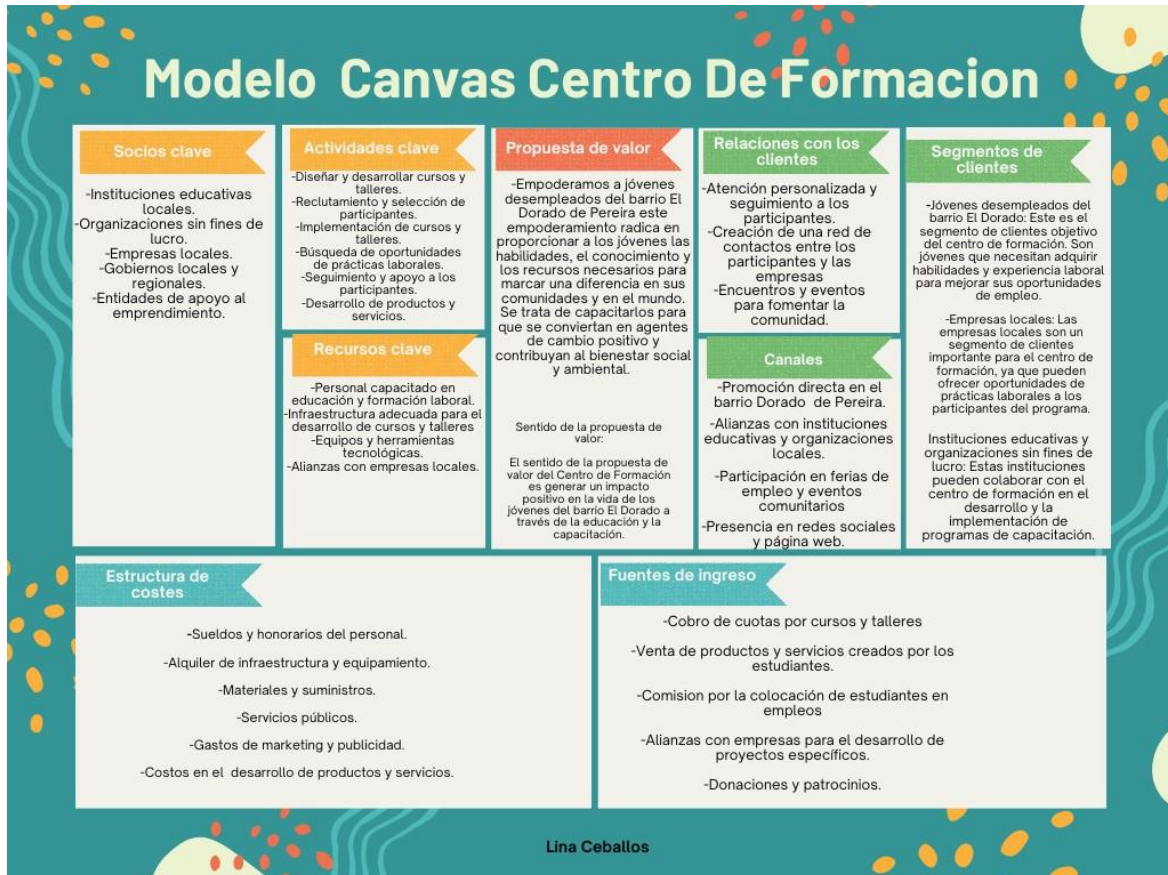 Modelo Canvas Centro De Formacion
Socios clave
-Instituciones educativas
locales.
-Organizaciones sin fines de
lucro.
-Empresas locales.
-Gobiernos locales y
regionales.
-Entidades de apoyo al
emprendimiento.
Actividades clave
-Diseñar y desarrollar cursos y
talleres.
-Reclutamiento y selección de
participantes.
-Implementación de cursos y
talleres.
-Búsqueda de oportunidades
de prácticas laborales.
-Seguimiento y apoyo a los
participantes.
-Desarrollo de productos y
servicios.
Recursos clave
-Personal capacitado en
educación y formación laboral.
-Infraestructura adecuada para el
desarrollo de cursos y talleres
-Equipos y herramientas
tecnológicas.
-Alianzas con empresas locales.
Propuesta de valor
-Empoderamos a jóvenes
desempleados del barrio El
Dorado de Pereira este
empoderamiento radica en
proporcionar a los jóvenes las
habilidades, el conocimiento y
los recursos necesarios para
marcar una diferencia en sus
comunidades y en el mundo.
Se trata de capacitarlos para
que se conviertan en agentes
de cambio positivo y
contribuyan al bienestar social
y ambiental.
Sentido de la propuesta de
valor:
El sentido de la propuesta de
valor del Centro de Formación
es generar un impacto
positivo en la vida de los
jóvenes del barrio El Dorado a
través de la educación y la
capacitación.
Relaciones con los
clientes
-Atención personalizada y
seguimiento a los
participantes.
-Creación de una red de
contactos entre los
participantes y las
empresas
-Encuentros y eventos
para fomentar la
comunidad.
Canales
-Promoción directa en el
barrio Dorado de Pereira.
-Alianzas con instituciones
educativas y organizaciones
locales.
-Participación en ferias de
empleo y eventos
comunitarios
-Presencia en redes sociales
y página web.
Segmentos de
clientes
-Jóvenes desempleados del
barrio El Dorado: Este es el
segmento de clientes objetivo
del centro de formación. Son
jóvenes que necesitan adquirir
habilidades y experiencia laboral
para mejorar sus oportunidades
de empleo.
-Empresas locales: Las
empresas locales son un
segmento de clientes
importante para el centro de
formación, ya que pueden
ofrecer oportunidades de
prácticas laborales a los
participantes del programa.
Instituciones educativas y
organizaciones sin fines de
lucro: Estas instituciones
pueden colaborar con el
centro de formación en el
desarrollo y la
implementación de
programas de capacitación.
Estructura de
costes
-Sueldos y honorarios del personal.
-Alquiler de infraestructura y equipamiento.
-Materiales y suministros.
-Servicios públicos.
-Gastos de marketing y publicidad.
-Costos en el desarrollo de productos y servicios.
Fuentes de ingreso
-Cobro de cuotas por cursos y talleres
-Venta de productos y servicios creados por los
estudiantes.
-Comision por la colocación de estudiantes en
empleos
-Alianzas con empresas para el desarrollo de
proyectos específicos.
-Donaciones y patrocinios.
Lina Ceballos